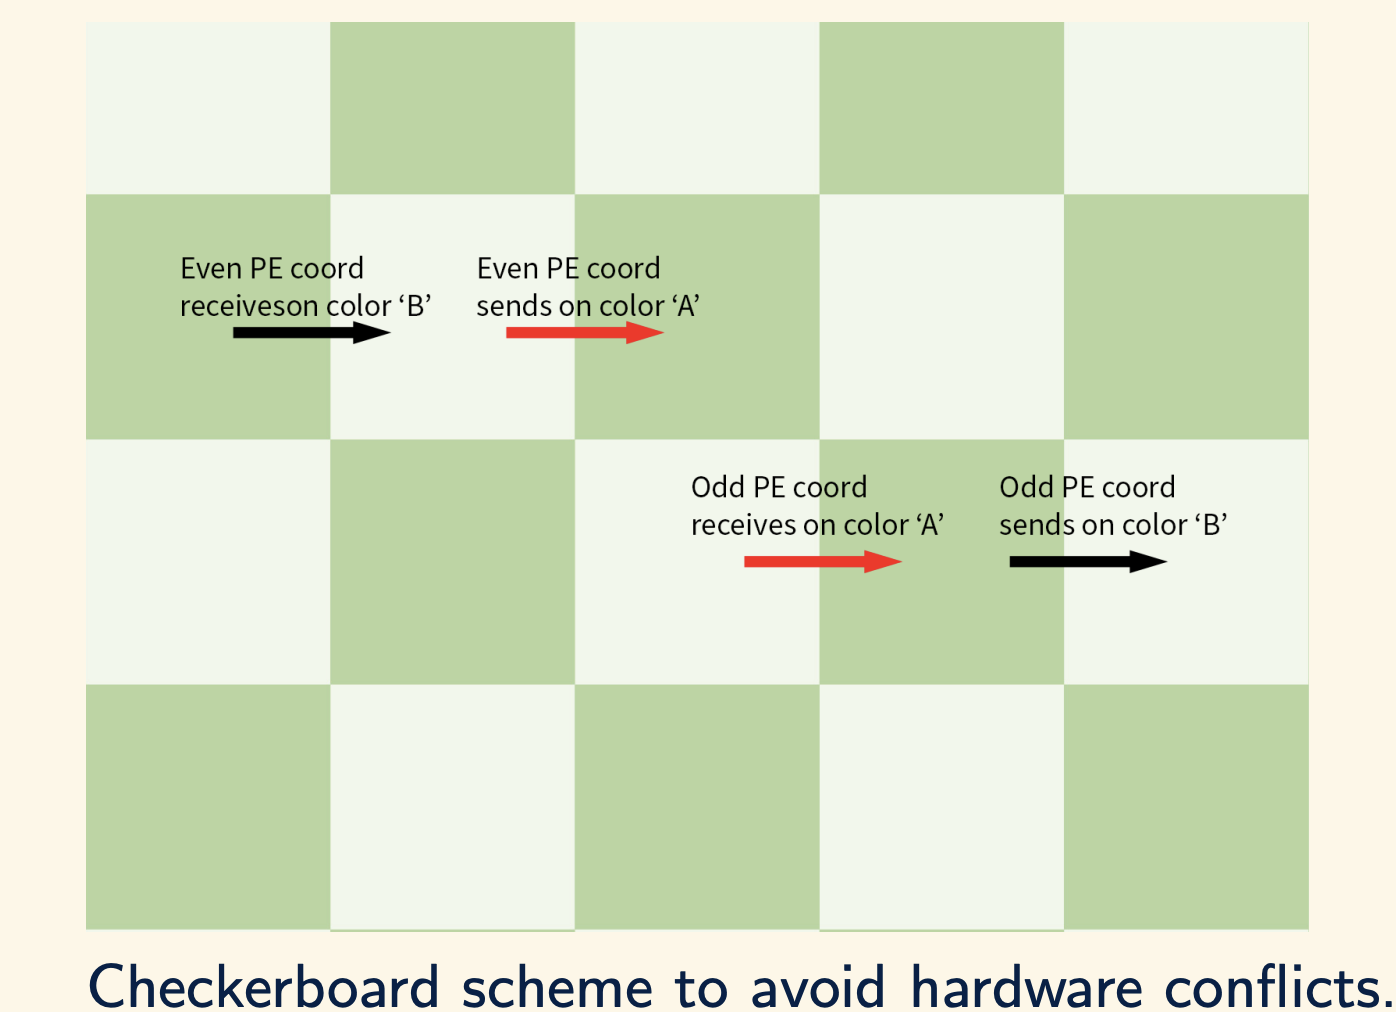 Even PE coord
receiveson color ‘B’
Even PE coord
sends on color ‘A’
Odd PE coord
receives on color ‘A’
Odd PE coord
sends on color ‘B’
Checkerboard scheme to avoid hardware conflicts.